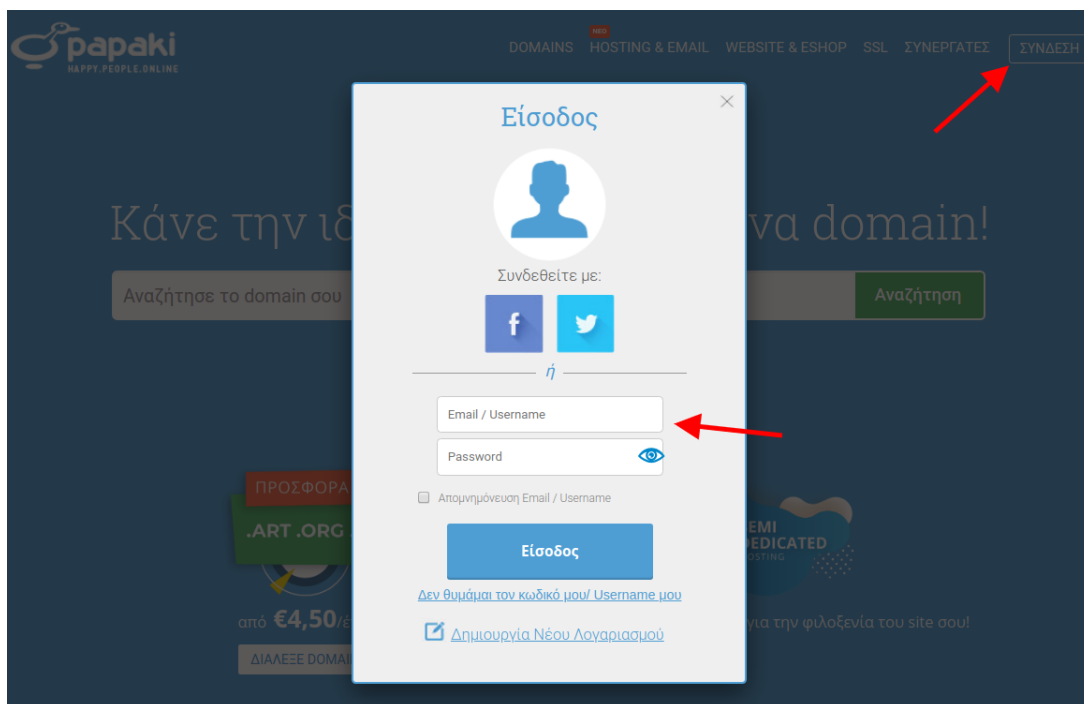 papaki
HAPPY.PEOPLE.ONLINE
DOMAINS
ΝΕΟ
HOSTING & EMAIL
WEBSITE & ESHOP
SSL
ΣΥΝΕΡΓΑΤΕΣ
ΣΥΝΔΕΣΗ
Είσοδος
Κάνε την ιδ
να domain!
Συνδεθείτε με:
Αναζήτησε το domain σου
Αναζήτηση
f
ή
Email / Username
Password
Απομνημόνευση Email / Username
Είσοδος
Δεν θυμάμαι τον κωδικό μου/ Username μου
Δημιουργία Νέου Λογαριασμού
ΠΡΟΣΦΟΡΑ
.ART .ORG
από €4,50/έ
ΔΙΑΛΕΞΕ DOMAI
EMI
DEDICATED
HOSTING
για την φιλοξενία του site σου!